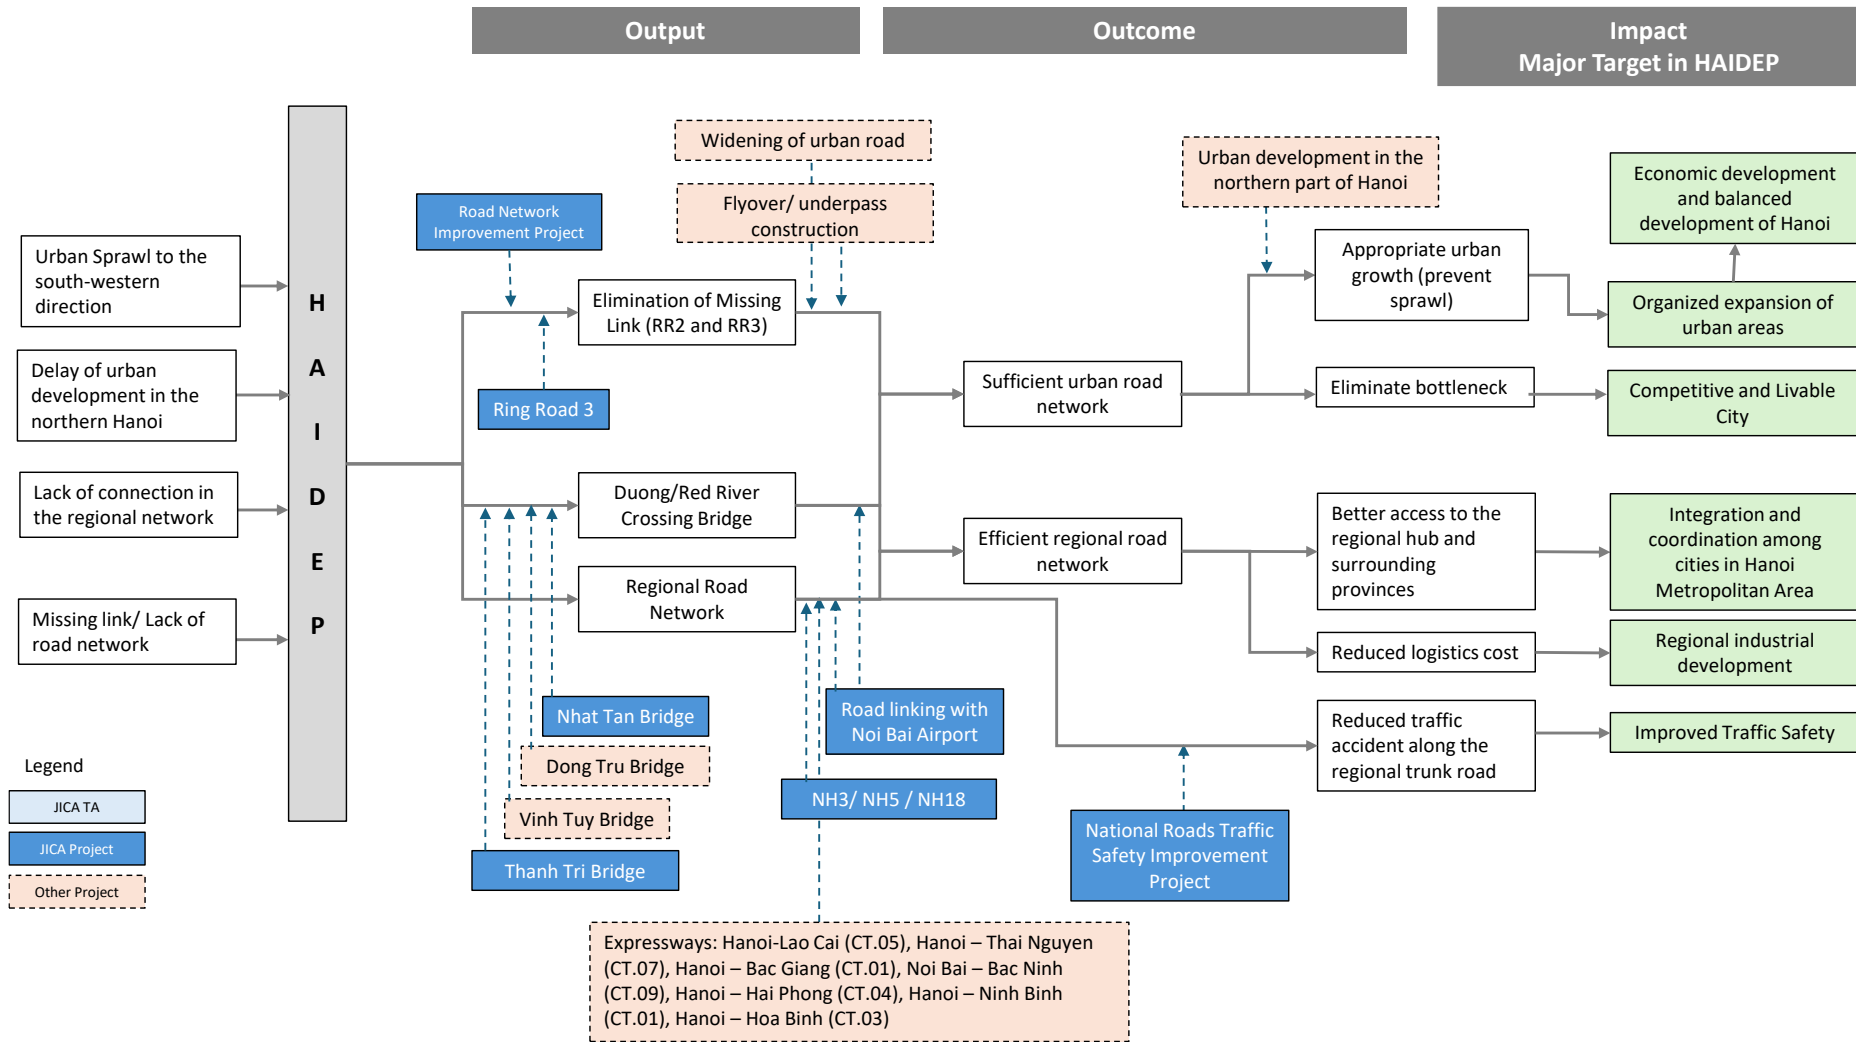 Output
Outcome
Impact
Major Target in HAIDEP
Urban Sprawl to the
south-western
direction
Delay of urban
development in the
northern Hanoi
Lack of connection in
the regional network
Missing link/ Lack of
road network
H
A
I
D
E
P
Road Network
Improvement Project
Widening of urban road
Flyover/ underpass
construction
Elimination of Missing
Link (RR2 and RR3)
Ring Road 3
Duong/Red River
Crossing Bridge
Regional Road
Network
Nhat Tan Bridge
Dong Tru Bridge
Vinh Tuy Bridge
Thanh Tri Bridge
Road linking with
Noi Bai Airport
NH3/ NH5 / NH18
Expressways: Hanoi-Lao Cai (CT.05), Hanoi – Thai Nguyen
(CT.07), Hanoi – Bac Giang (CT.01), Noi Bai – Bac Ninh
(CT.09), Hanoi – Hai Phong (CT.04), Hanoi – Ninh Binh
(CT.01), Hanoi – Hoa Binh (CT.03)
Sufficient urban road
network
Efficient regional road
network
National Roads Traffic
Safety Improvement
Project
Urban development in the
northern part of Hanoi
Appropriate urban
growth (prevent
sprawl)
Eliminate bottleneck
Better access to the
regional hub and
surrounding
provinces
Reduced logistics cost
Reduced traffic
accident along the
regional trunk road
Economic development
and balanced
development of Hanoi
Organized expansion of
urban areas
Competitive and Livable
City
Integration and
coordination among
cities in Hanoi
Metropolitan Area
Regional industrial
development
Improved Traffic Safety
Legend
JICA TA
JICA Project
Other Project